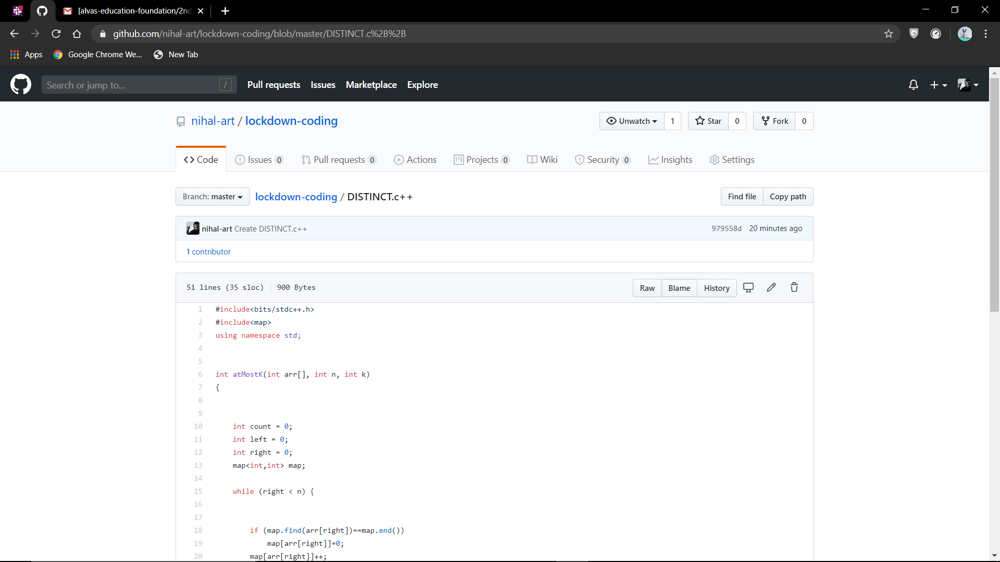 [alvas-education-foundation/2nd
github.com/nihal-art/lockdown-coding/blob/master/DISTINCT.c%2B%2B
Apps Google Chrome We... New Tab
Search or jump to... / Pull requests Issues Marketplace Explore
nihal-art / lockdown-coding Unwatch 1 Star 0 Fork 0
Code Issues 0 Pull requests 0 Actions Projects 0 Wiki Security 0 Insights Settings
Branch: master lockdown-coding / DISTINCT.c++ Find file Copy path
nihal-art Create DISTINCT.c++ 979558d 20 minutes ago
1 contributor
51 lines (35 sloc) 900 Bytes Raw Blame History
1 #include<bits/stdc++.h>
2 #include<map>
3 using namespace std;
4
5
6 int atMostK(int arr[], int n, int k)
7 {
8
9
10 int count = 0;
11 int left = 0;
12 int right = 0;
13 map<int,int> map;
14
15 while (right < n) {
16
17
18 if (map.find(arr[right])==map.end())
19 map[arr[right]]=0;
20 map[arr[right]]++;